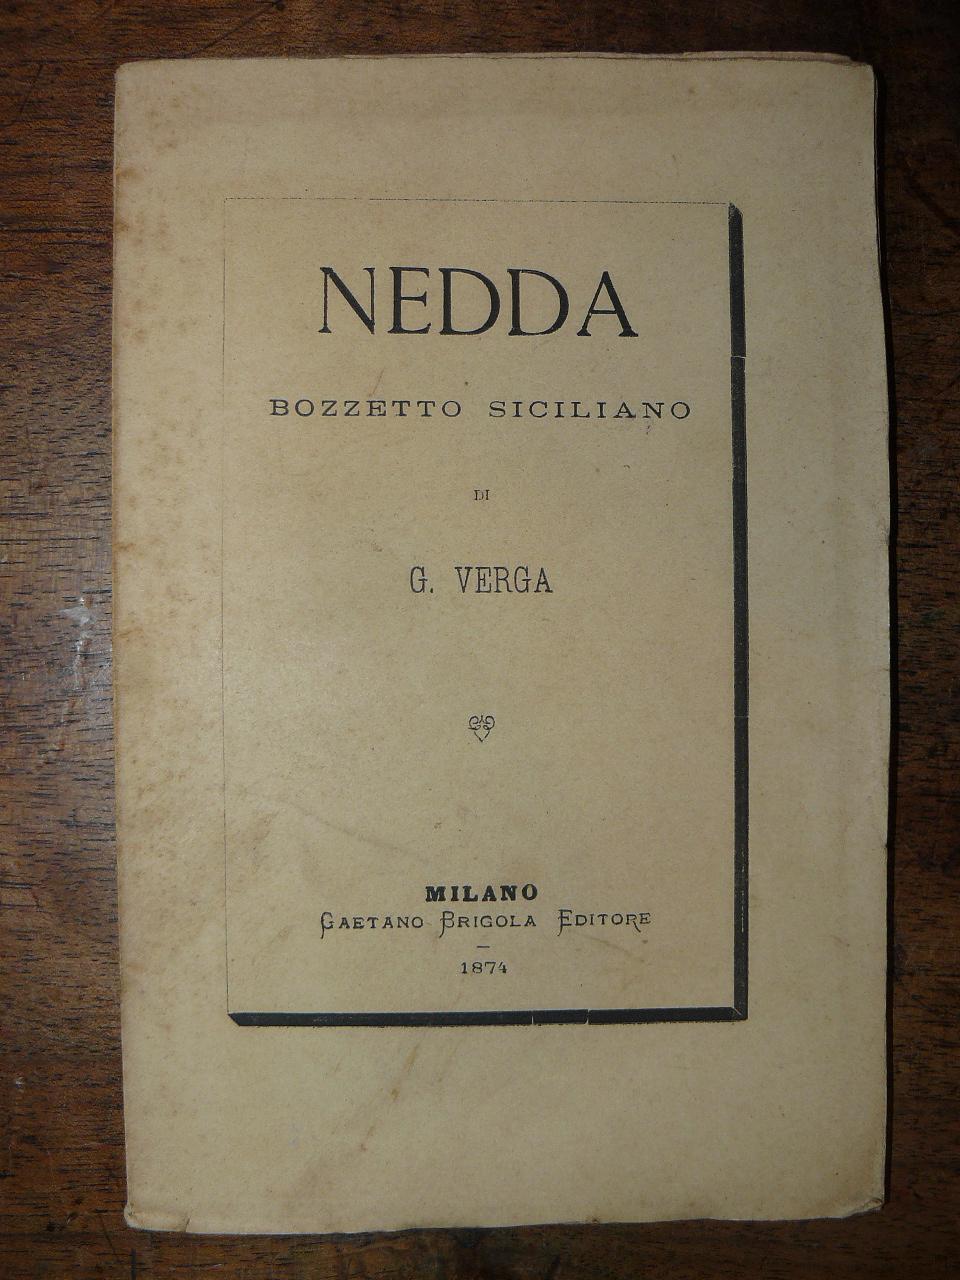 NEDDA
BOZZETTO SICILIANO
DI
G. VERGA
MILANO
GAETANO BRIGOLA EDITORE
1874